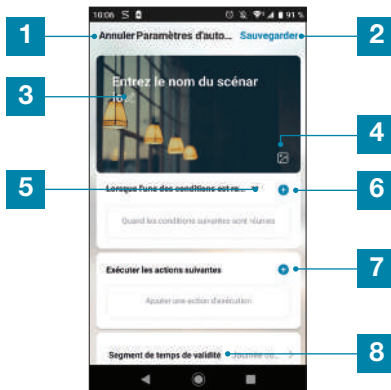 10:06 S 91 %
1
Annuler Paramètres d'auto... Sauvegarder
2
3
Entrez le nom du scénar
io
4
5
Lorsque l'une des conditions est re...
6
Quand les conditions suivantes sont réunies
Exécuter les actions suivantes
7
Ajouter une action d'exécution
Segment de temps de validité
8